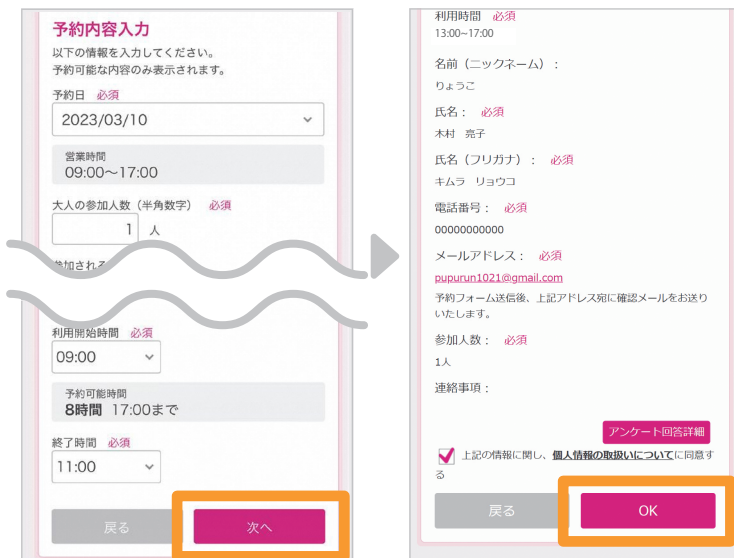 予約内容入力
以下の情報を入力してください。
予約可能な内容のみ表示されます。
予約日 必須
2023/03/10
営業時間
09:00～17:00
大人の参加人数（半角数字） 必須
1 人
参加される
利用開始時間 必須
09:00
予約可能時間
8時間 17:00まで
終了時間 必須
11:00
戻る
次へ
利用時間 必須
13:00~17:00
名前（ニックネーム）：
りょうこ
氏名： 必須
木村 亮子
氏名（フリガナ）： 必須
キムラ リョウコ
電話番号： 必須
00000000000
メールアドレス： 必須
pupurun1021@gmail.com
予約フォーム送信後、上記アドレス宛に確認メールをお送り
いたします。
参加人数： 必須
1人
連絡事項：
アンケート回答詳細
上記の情報に関し、個人情報の取扱いについてに同意す
る
戻る
OK